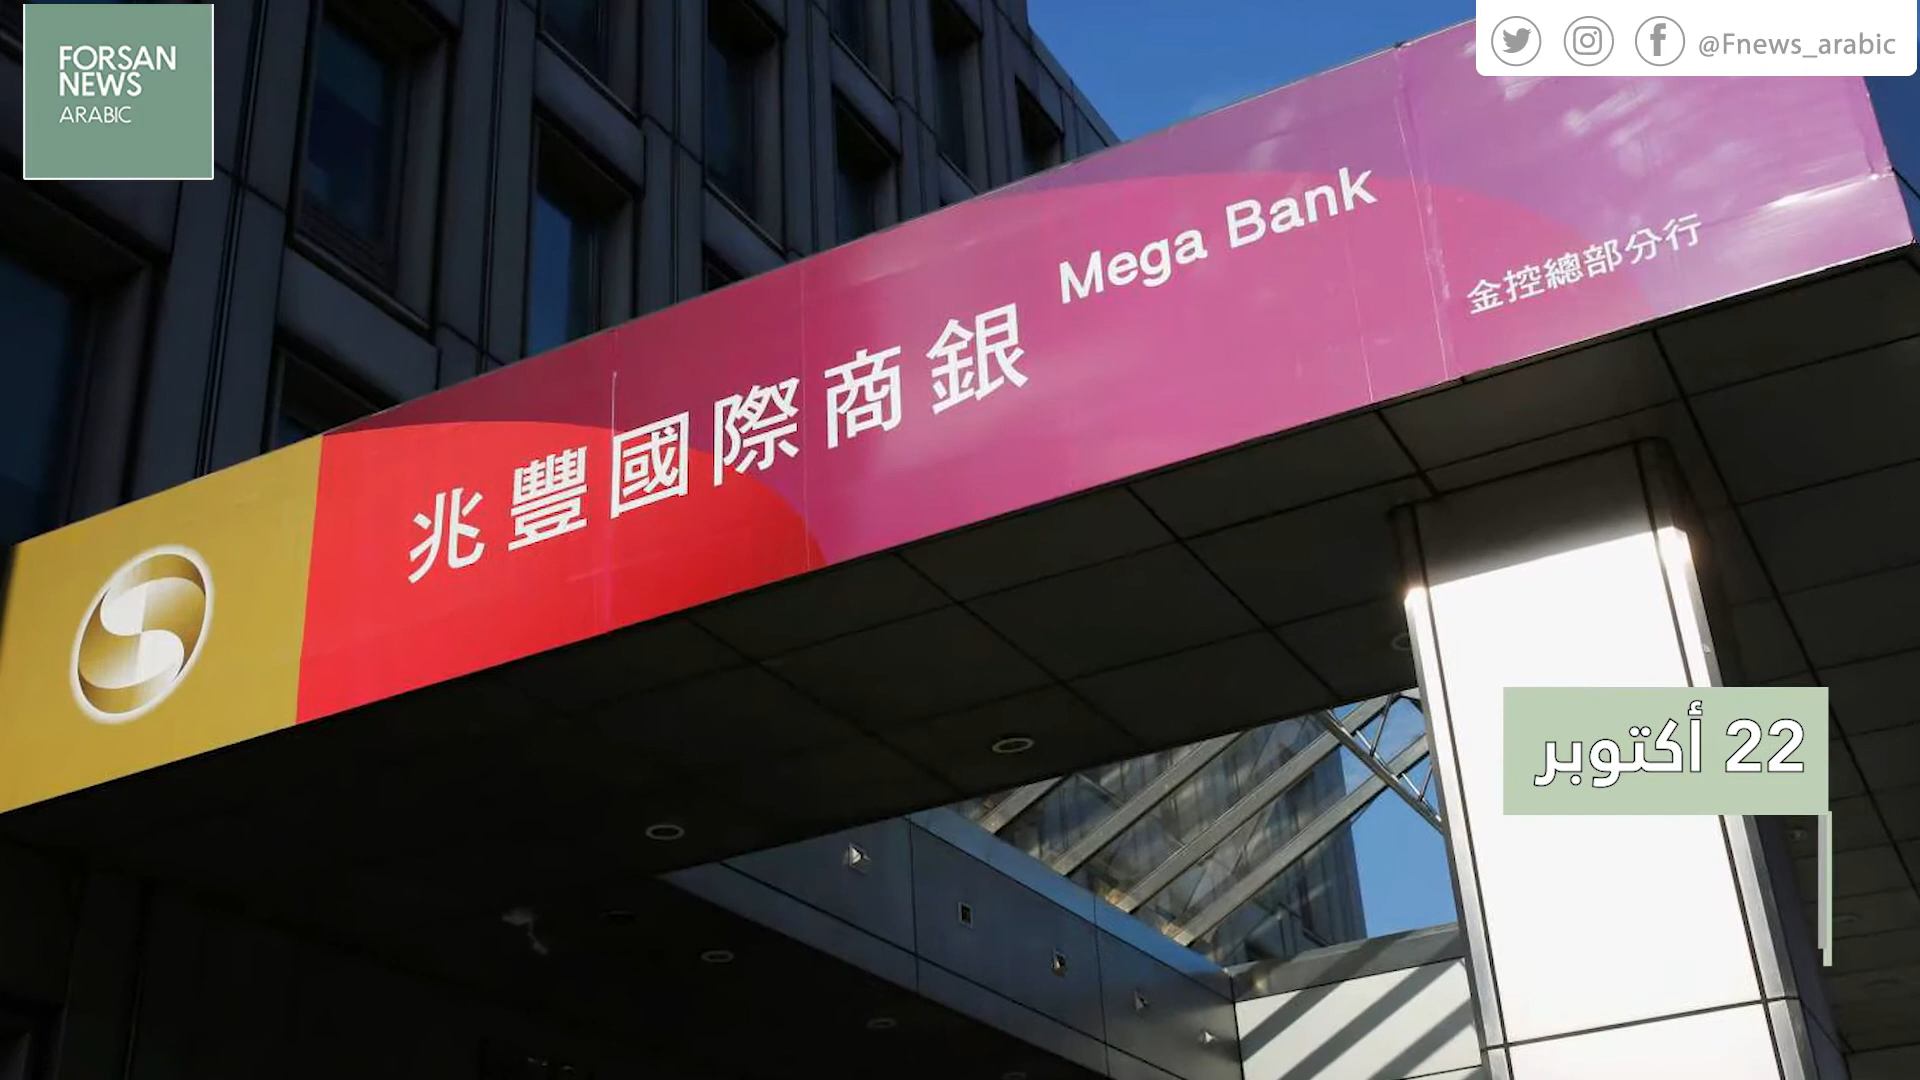 FORSAN
NEWS
ARABIC
@Fnews_arabic
Mega Bank
金控總部分行
兆豐國際商銀
22 أكتوبر